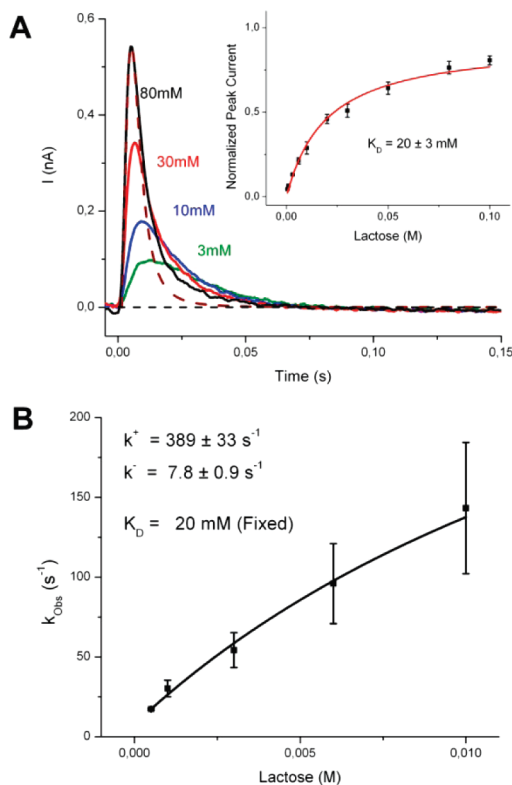 A
0,6
0,4
0,2
0,0
I (nA)
80mM
30mM
10mM
3mM
0,00
0,05
0,10
0,15
Time (s)
1.0
0.5
0.0
Normalized Peak Current
K_D = 20 ± 3 mM
0.00
0.05
0.10
Lactose (M)
B
200
150
100
50
0
k_Obs (s⁻¹)
k⁺ = 389 ± 33 s⁻¹
k⁻ = 7.8 ± 0.9 s⁻¹
K_D = 20 mM (Fixed)
0,000
0,005
0,010
Lactose (M)